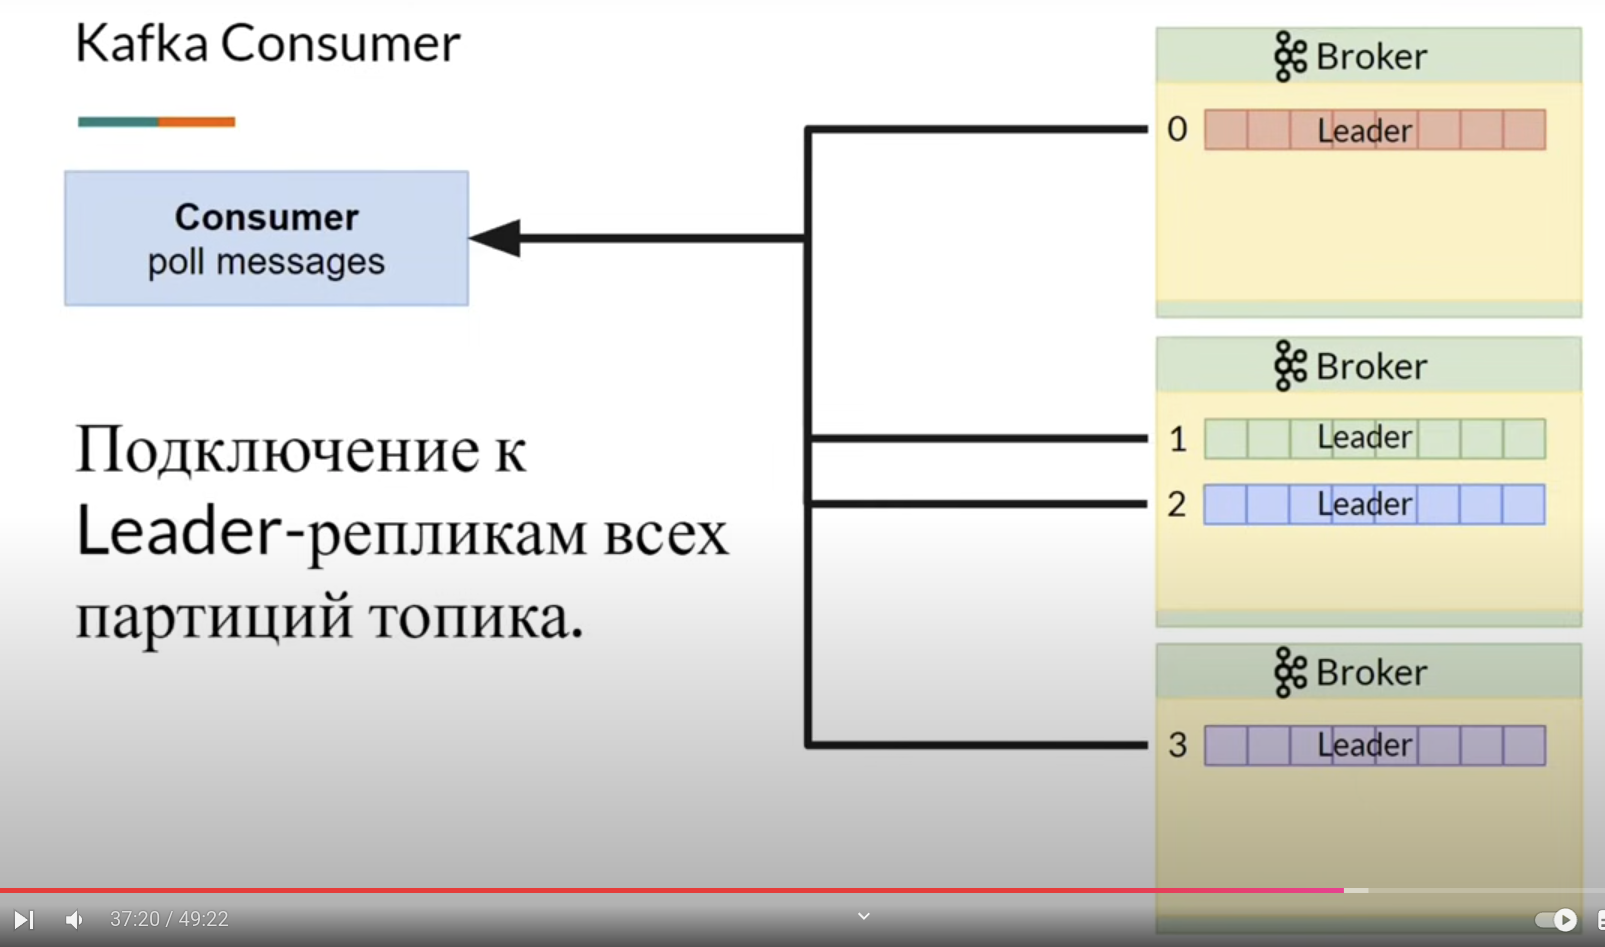 Kafka Consumer
Consumer
poll messages
Подключение к
Leader-репликам всех
партиций топика.
Broker
0 Leader
Broker
1 Leader
2 Leader
Broker
3 Leader
37:20 / 49:22